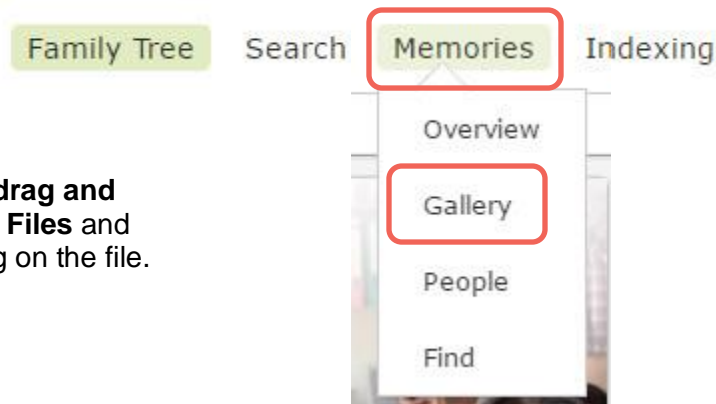 Family Tree Search Memories Indexing
Overview
Gallery
People
Find
drag and
Files and
on the file.